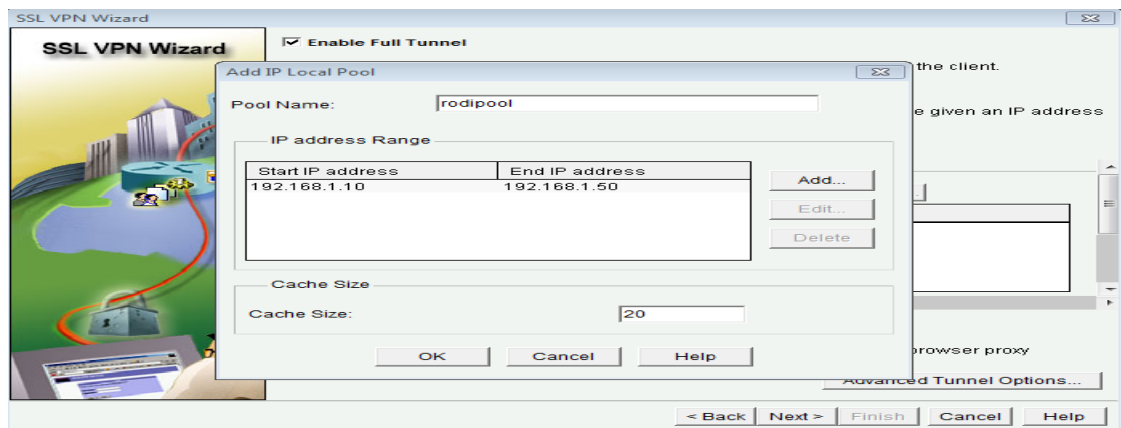 SSL VPN Wizard
SSL VPN Wizard
Enable Full Tunnel
the client.
e given an IP address
Add IP Local Pool
Pool Name: rodipool
IP address Range
Start IP address End IP address
192.168.1.10 192.168.1.50
Add...
Edit...
Delete
Cache Size
Cache Size: 20
OK Cancel Help
browser proxy
Advanced Tunnel Options...
< Back Next > Finish Cancel Help